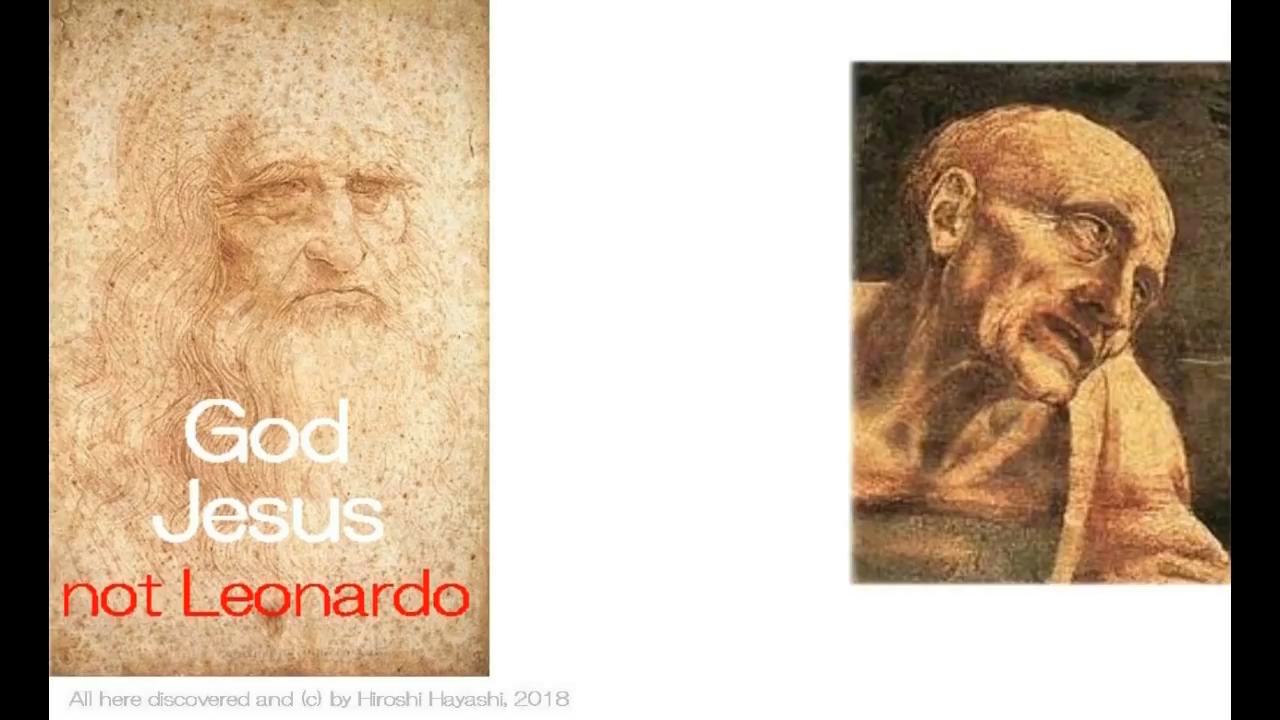 God
Jesus
not Leonardo
All here discovered and (c) by Hiroshi Hayashi, 2018